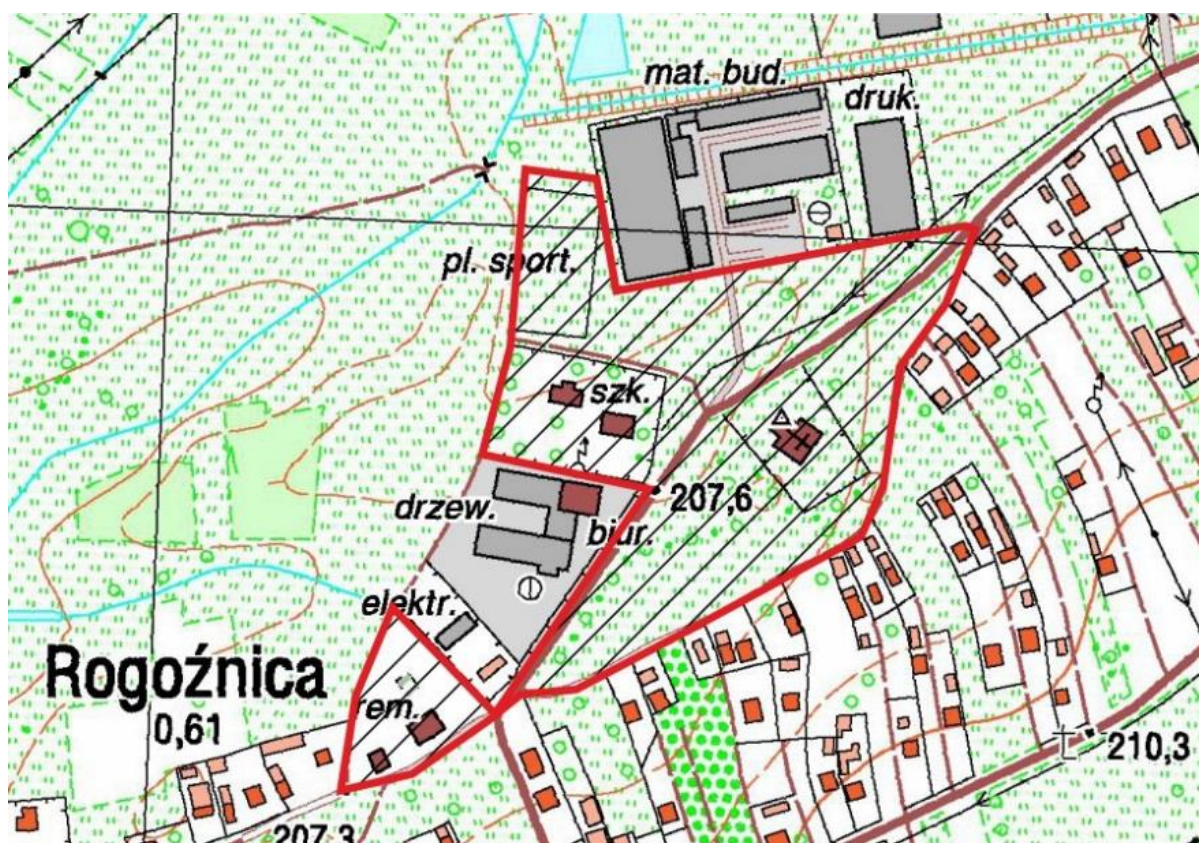 mat. bud.
druk.
pl. sport.
szk.
207,6
drzew.
biur.
elektr.
Rogoźnica
0,61
rem.
210,3
207,3